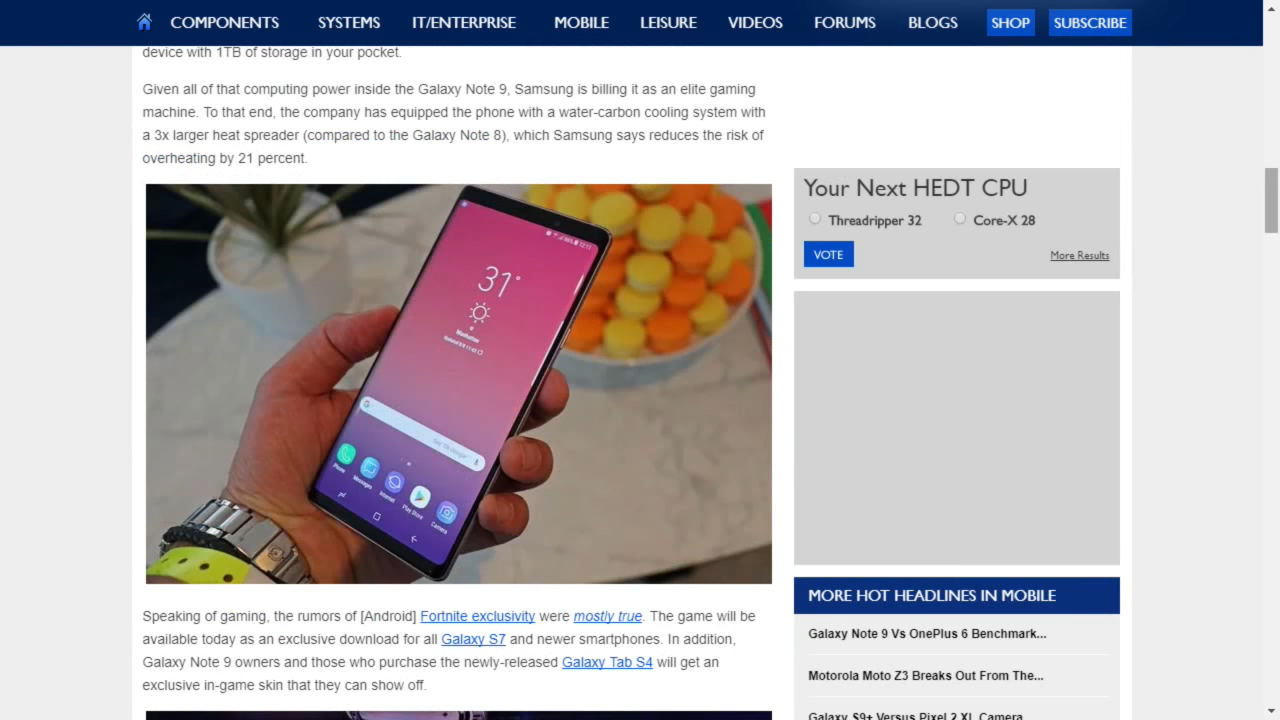 COMPONENTS SYSTEMS IT/ENTERPRISE MOBILE LEISURE VIDEOS FORUMS BLOGS SHOP SUBSCRIBE
device with 1TB of storage in your pocket.
Given all of that computing power inside the Galaxy Note 9, Samsung is billing it as an elite gaming
machine. To that end, the company has equipped the phone with a water-carbon cooling system with
a 3x larger heat spreader (compared to the Galaxy Note 8), which Samsung says reduces the risk of
overheating by 21 percent.
31°
Manhattan
Phone
Messages
Internet
Play Store
Camera
Speaking of gaming, the rumors of [Android] Fortnite exclusivity were mostly true. The game will be
available today as an exclusive download for all Galaxy S7 and newer smartphones. In addition,
Galaxy Note 9 owners and those who purchase the newly-released Galaxy Tab S4 will get an
exclusive in-game skin that they can show off.
Your Next HEDT CPU
Threadripper 32 Core-X 28
VOTE More Results
MORE HOT HEADLINES IN MOBILE
Galaxy Note 9 Vs OnePlus 6 Benchmark...
Motorola Moto Z3 Breaks Out From The...
Galaxy S9+ Versus Pixel 2 XL Camera